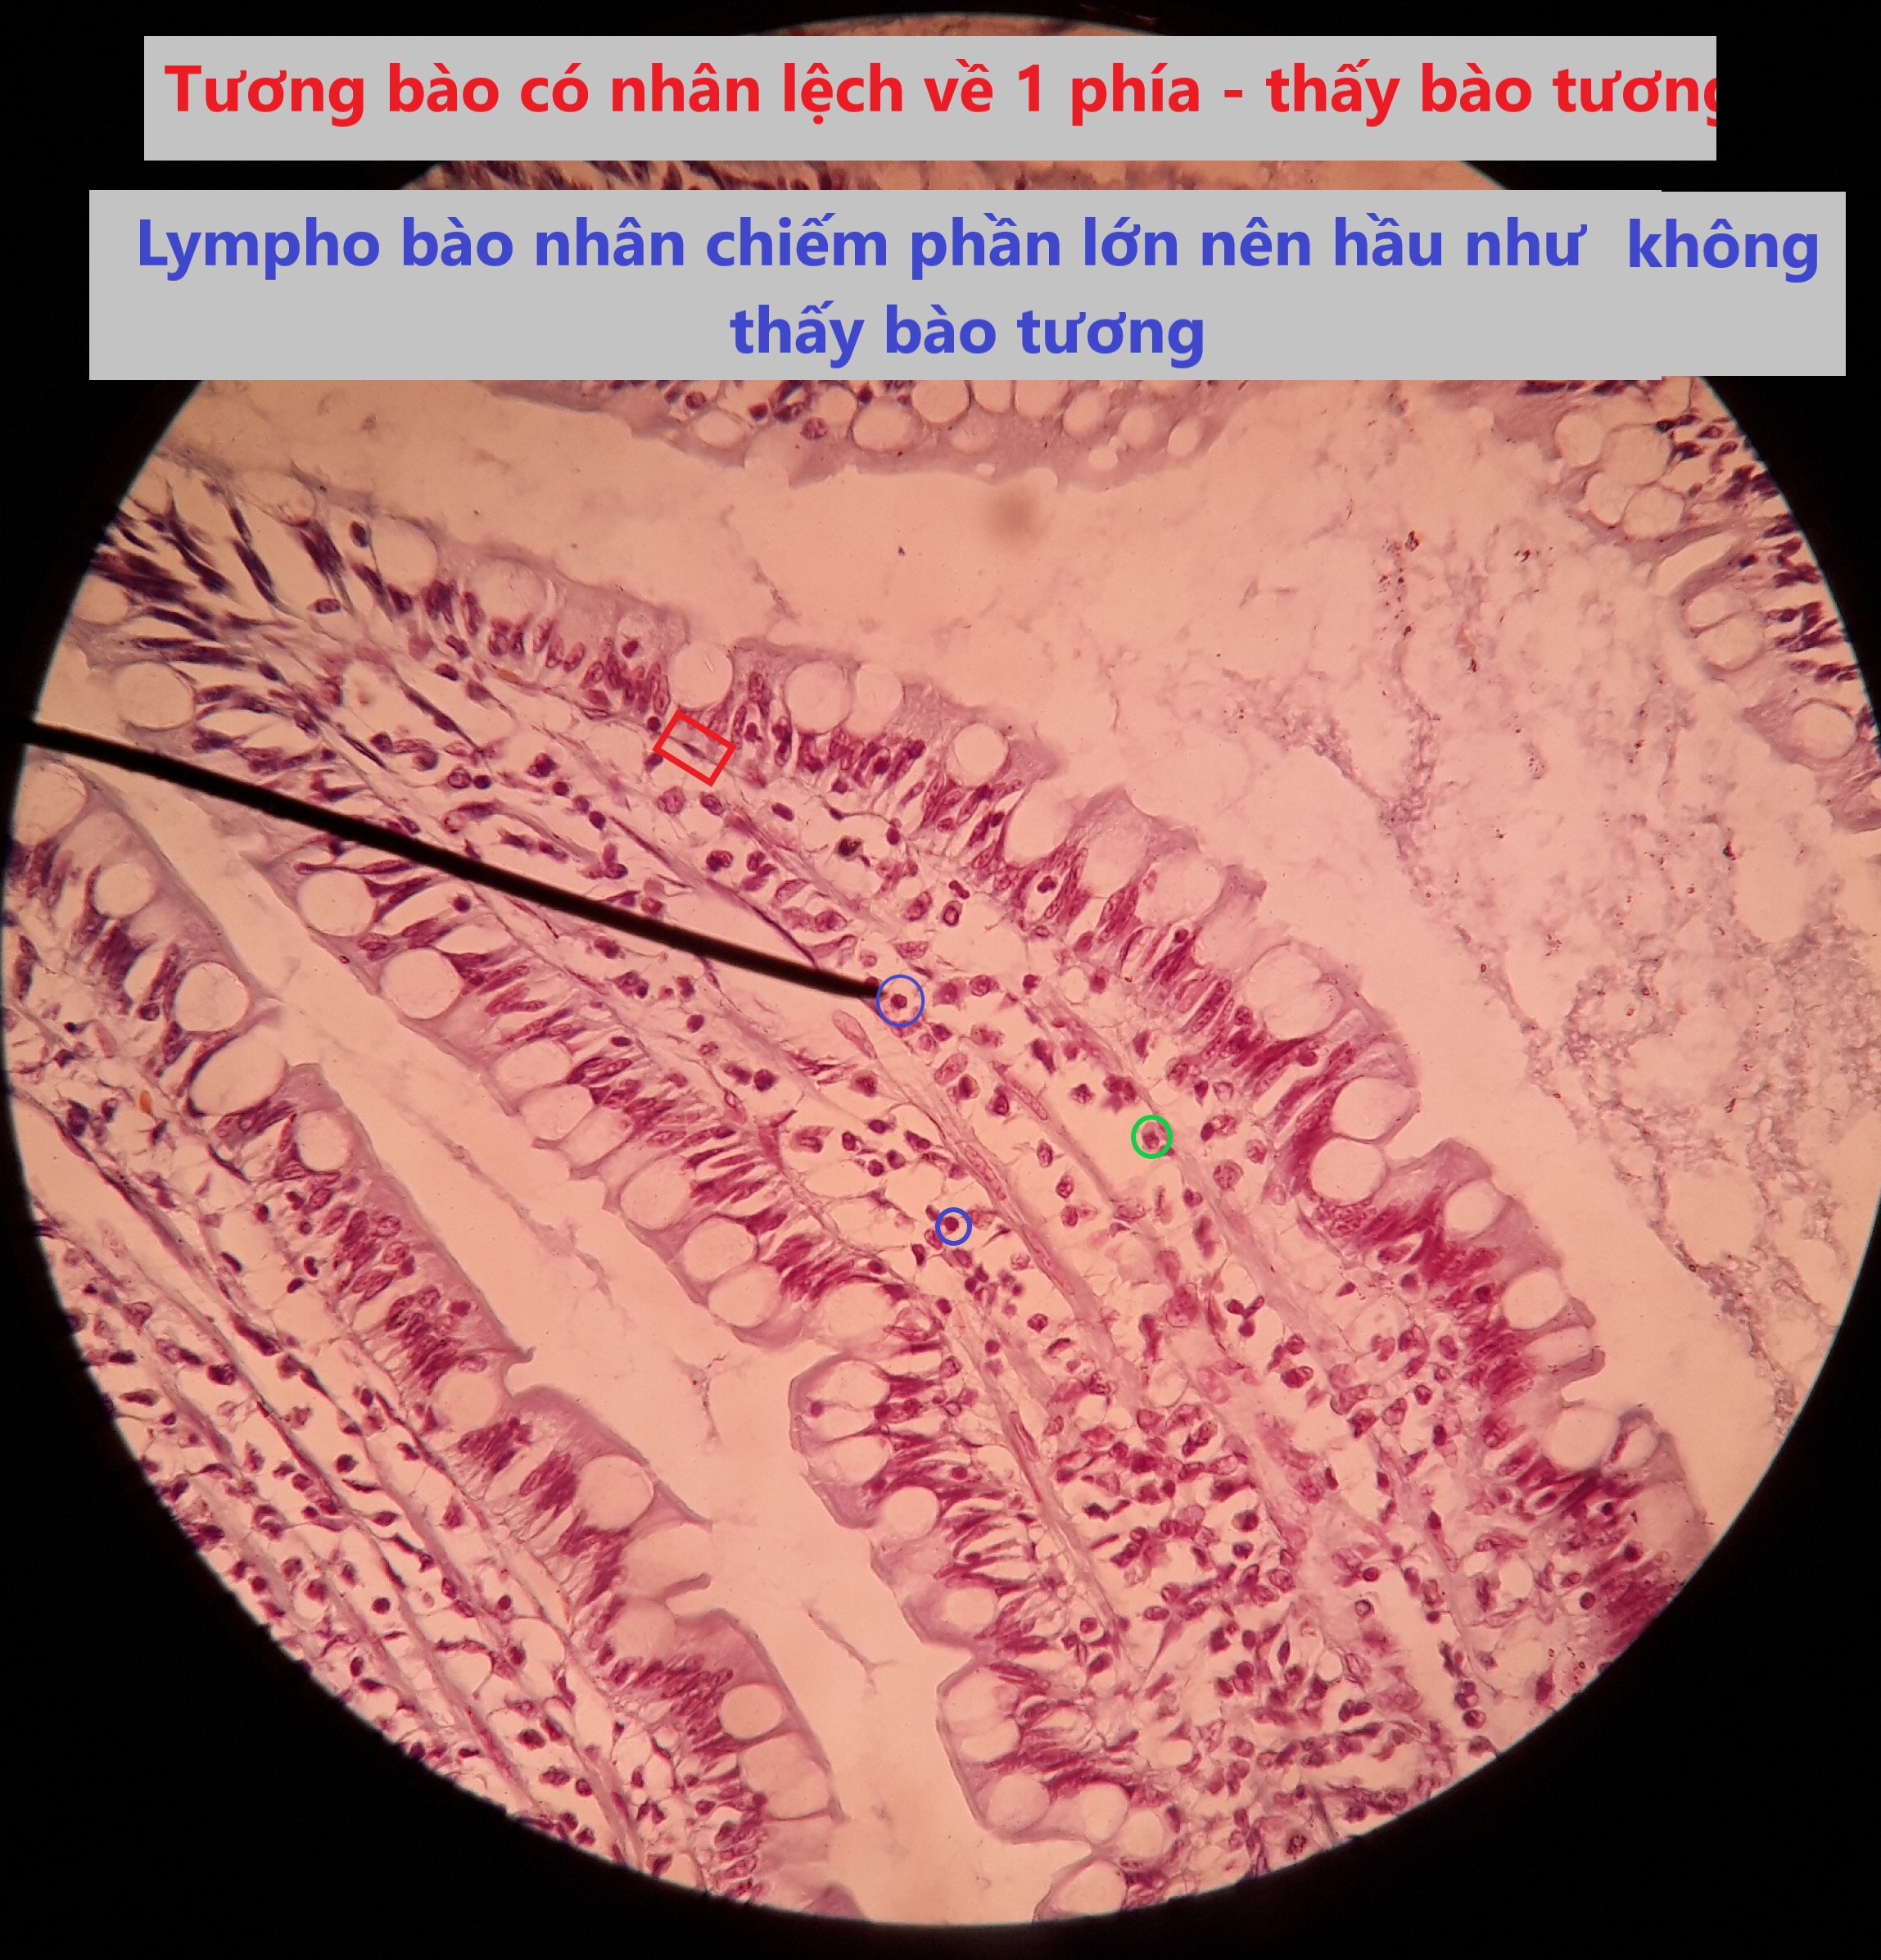 Tương bào có nhân lệch về 1 phía - thấy bào tương
Lympho bào nhân chiếm phần lớn nên hầu như không
thấy bào tương